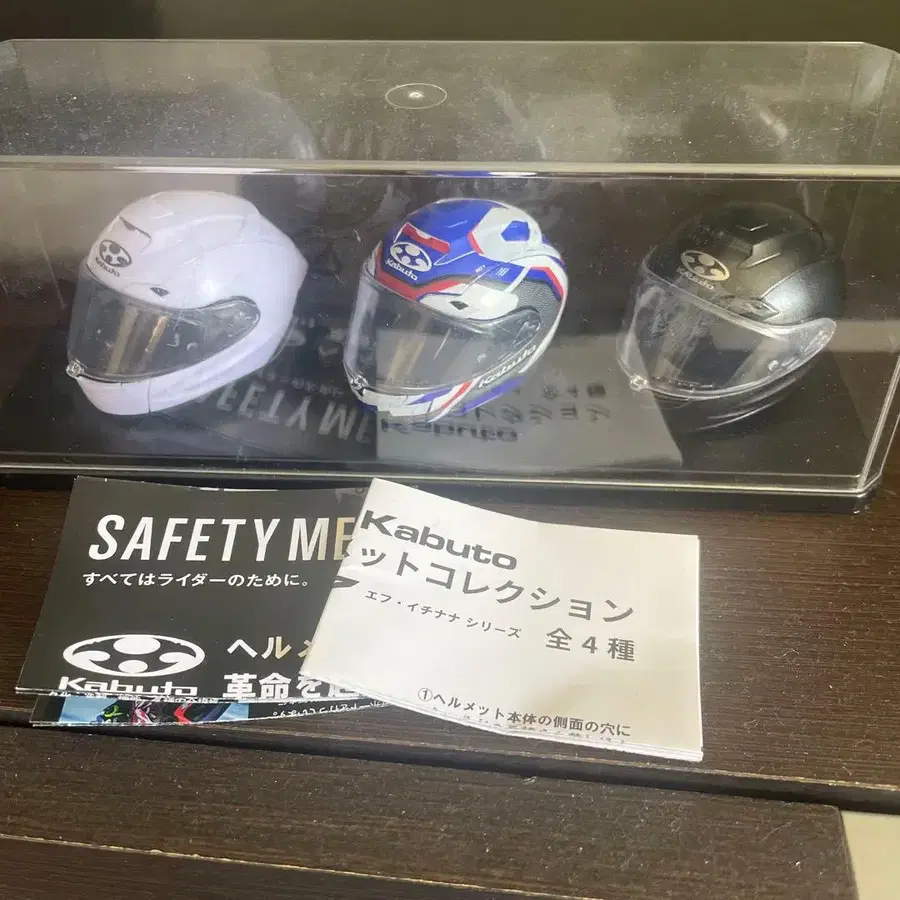 Kabuto
Kabuto
Kabuto
SAFETY ME
すべてはライダーのために。
Kabuto
ヘルメ
革命を
Kabuto
ットコレクション
エフ・イチナナ シリーズ 全4種
①ヘルメット本体の側面の穴に